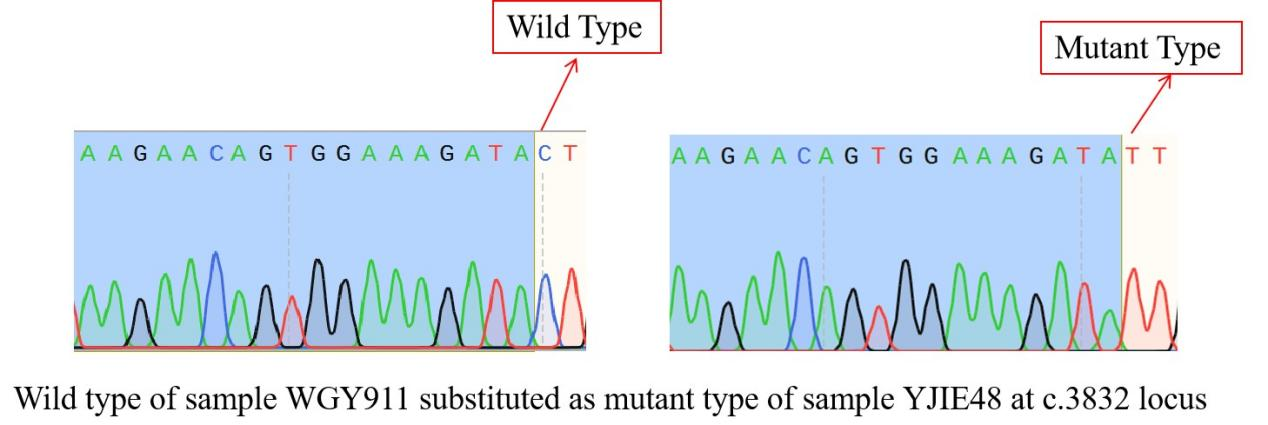 Wild Type
Mutant Type
A A G A A C A G T G G A A A G A T A C T
A A G A A C A G T G G A A A G A T A T T
Wild type of sample WGY911 substituted as mutant type of sample YJIE48 at c.3832 locus